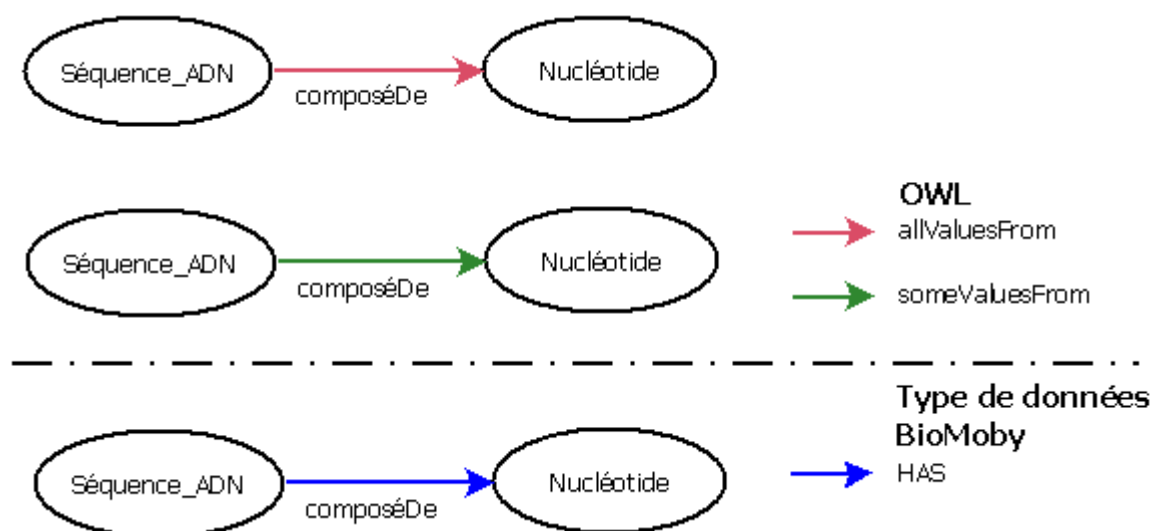 Séquence_ADN
composéDe
Nucléotide
Séquence_ADN
composéDe
Nucléotide
OWL
allValuesFrom
someValuesFrom
Séquence_ADN
composéDe
Nucléotide
Type de données
BioMoby
HAS